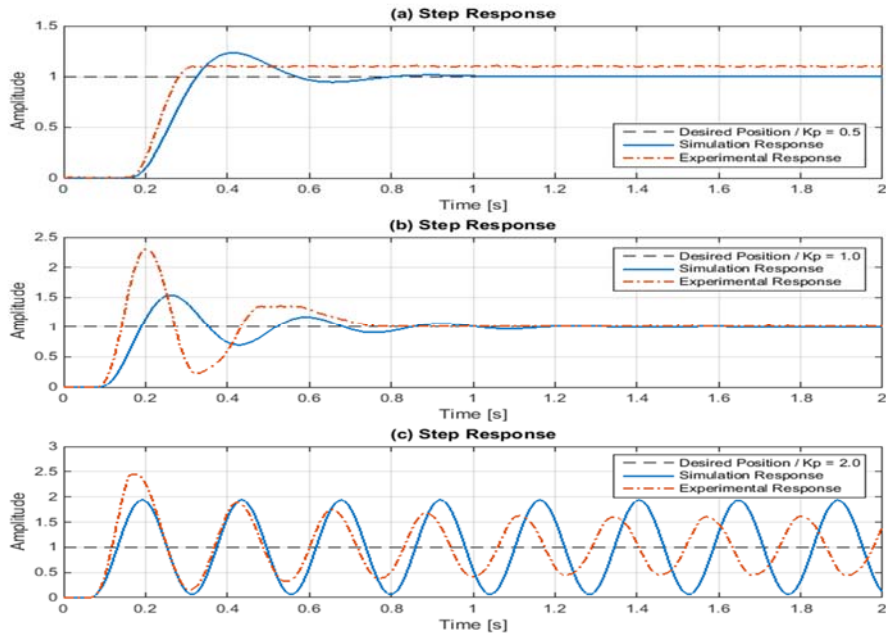 (a) Step Response
1.5
1
0.5
0
Amplitude
Desired Position / Kp = 0.5
Simulation Response
Experimental Response
0 0.2 0.4 0.6 0.8 1 1.2 1.4 1.6 1.8 2
Time [s]
(b) Step Response
2.5
2
1.5
1
0.5
0
Amplitude
Desired Position / Kp = 1.0
Simulation Response
Experimental Response
0 0.2 0.4 0.6 0.8 1 1.2 1.4 1.6 1.8 2
Time [s]
(c) Step Response
3
2.5
2
1.5
1
0.5
0
Amplitude
Desired Position / Kp = 2.0
Simulation Response
Experimental Response
0 0.2 0.4 0.6 0.8 1 1.2 1.4 1.6 1.8 2
Time [s]